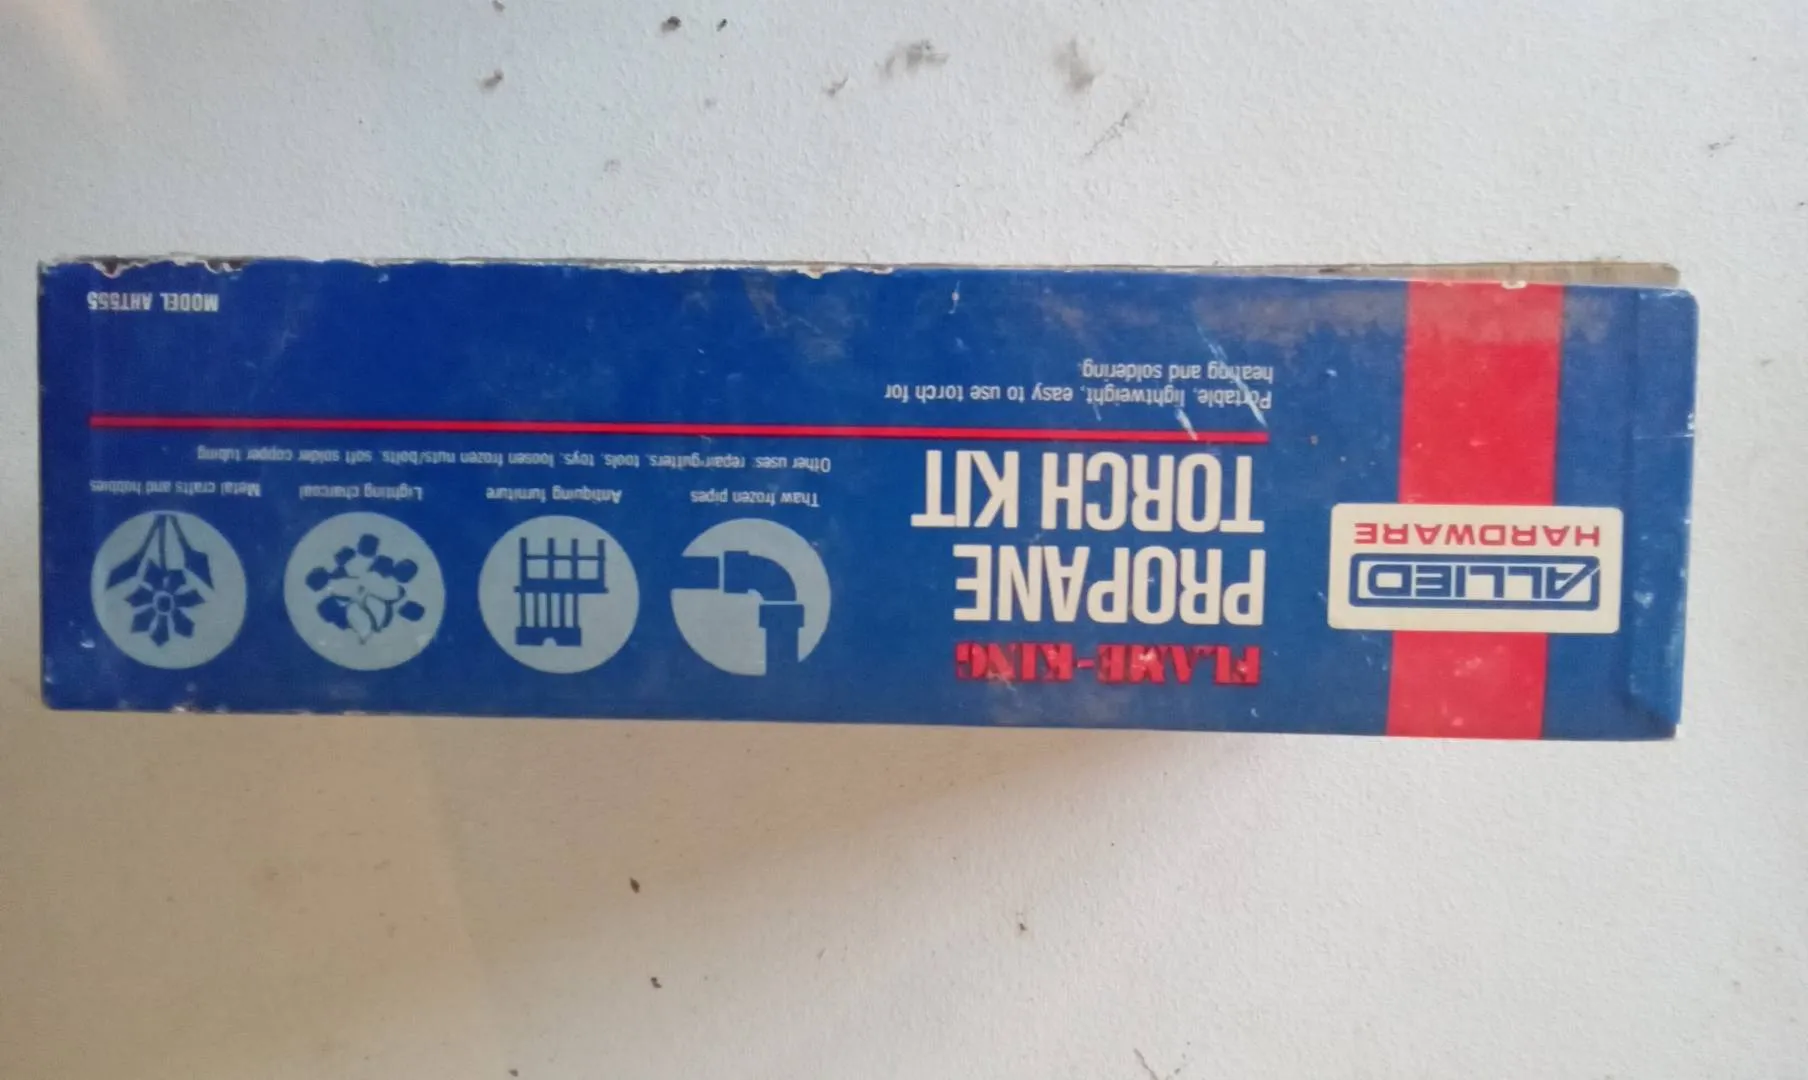 ALLIED
HARDWARE
FLAME-KING
PROPANE
TORCH KIT
Portable, lightweight, easy to use torch for
heating and soldering.
Thaw frozen pipes
Antiquing furniture
Lighting charcoal
Metal crafts and hobbies
Other uses: repair gutters, tools, toys, loosen frozen nuts/bolts, soft solder copper tubing
MODEL AHT555